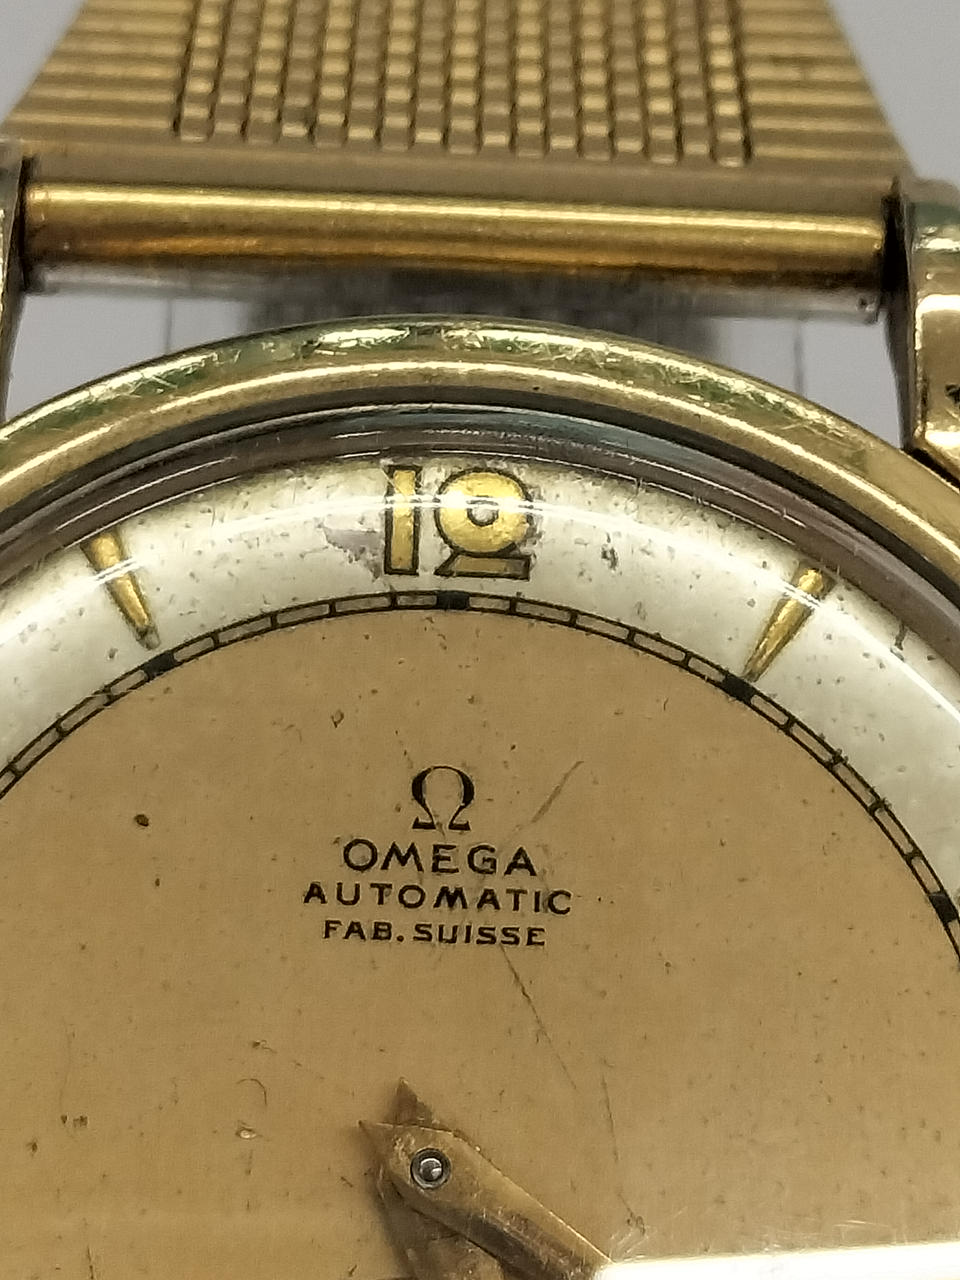 12
Ω
OMEGA
AUTOMATIC
FAB. SUISSE